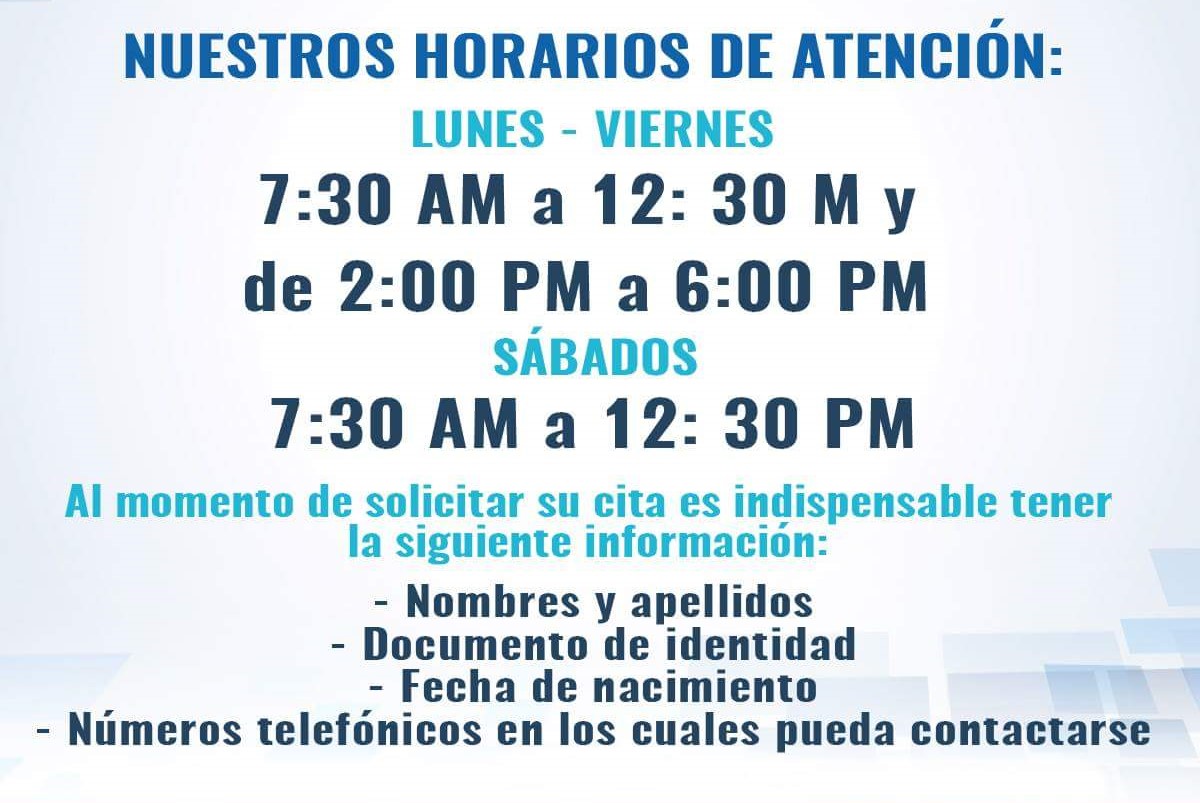 NUESTROS HORARIOS DE ATENCIÓN:
LUNES - VIERNES
7:30 AM a 12: 30 M y
de 2:00 PM a 6:00 PM
SÁBADOS
7:30 AM a 12: 30 PM
Al momento de solicitar su cita es indispensable tener
la siguiente información:
- Nombres y apellidos
- Documento de identidad
- Fecha de nacimiento
- Números telefónicos en los cuales pueda contactarse